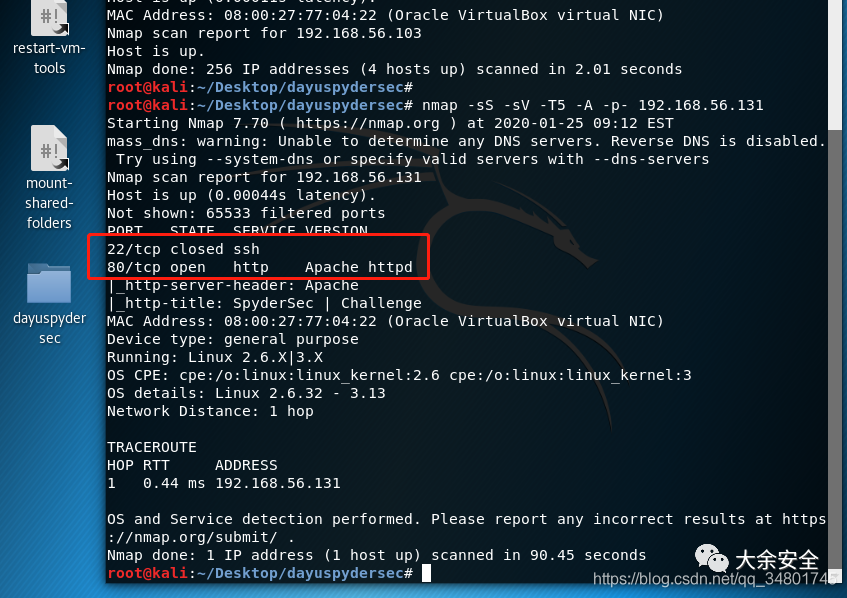 restart-vm-
tools
mount-
shared-
folders
dayuspyder
sec
MAC Address: 08:00:27:77:04:22 (Oracle VirtualBox virtual NIC)
Nmap scan report for 192.168.56.103
Host is up.
Nmap done: 256 IP addresses (4 hosts up) scanned in 2.01 seconds
root@kali:~/Desktop/dayuspydersec#
root@kali:~/Desktop/dayuspydersec# nmap -sS -sV -T5 -A -p- 192.168.56.131
Starting Nmap 7.70 ( https://nmap.org ) at 2020-01-25 09:12 EST
mass_dns: warning: Unable to determine any DNS servers. Reverse DNS is disabled.
 Try using --system-dns or specify valid servers with --dns-servers
Nmap scan report for 192.168.56.131
Host is up (0.00044s latency).
Not shown: 65533 filtered ports
PORT   STATE  SERVICE VERSION
22/tcp closed ssh
80/tcp open   http    Apache httpd
|_http-server-header: Apache
|_http-title: SpyderSec | Challenge
MAC Address: 08:00:27:77:04:22 (Oracle VirtualBox virtual NIC)
Device type: general purpose
Running: Linux 2.6.X|3.X
OS CPE: cpe:/o:linux:linux_kernel:2.6 cpe:/o:linux:linux_kernel:3
OS details: Linux 2.6.32 - 3.13
Network Distance: 1 hop
TRACEROUTE
HOP RTT     ADDRESS
1   0.44 ms 192.168.56.131
OS and Service detection performed. Please report any incorrect results at https
://nmap.org/submit/ .
Nmap done: 1 IP address (1 host up) scanned in 90.45 seconds
root@kali:~/Desktop/dayuspydersec#
大余安全